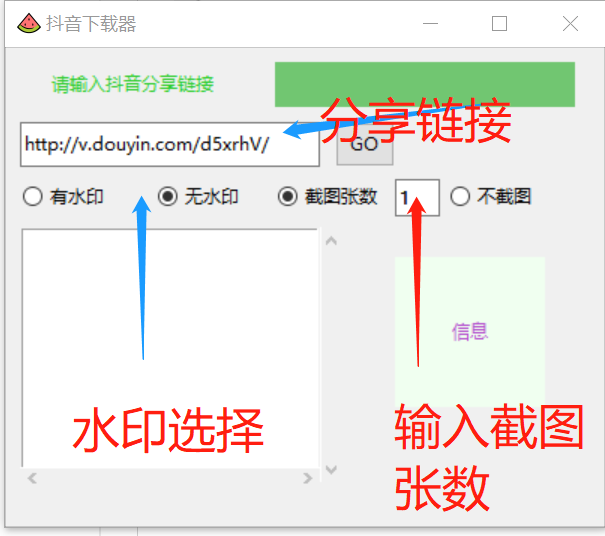 抖音下载器
请输入抖音分享链接
分享链接
http://v.douyin.com/d5xrhV/
GO
有水印 无水印 截图张数 1 不截图
信息
水印选择
输入截图
张数